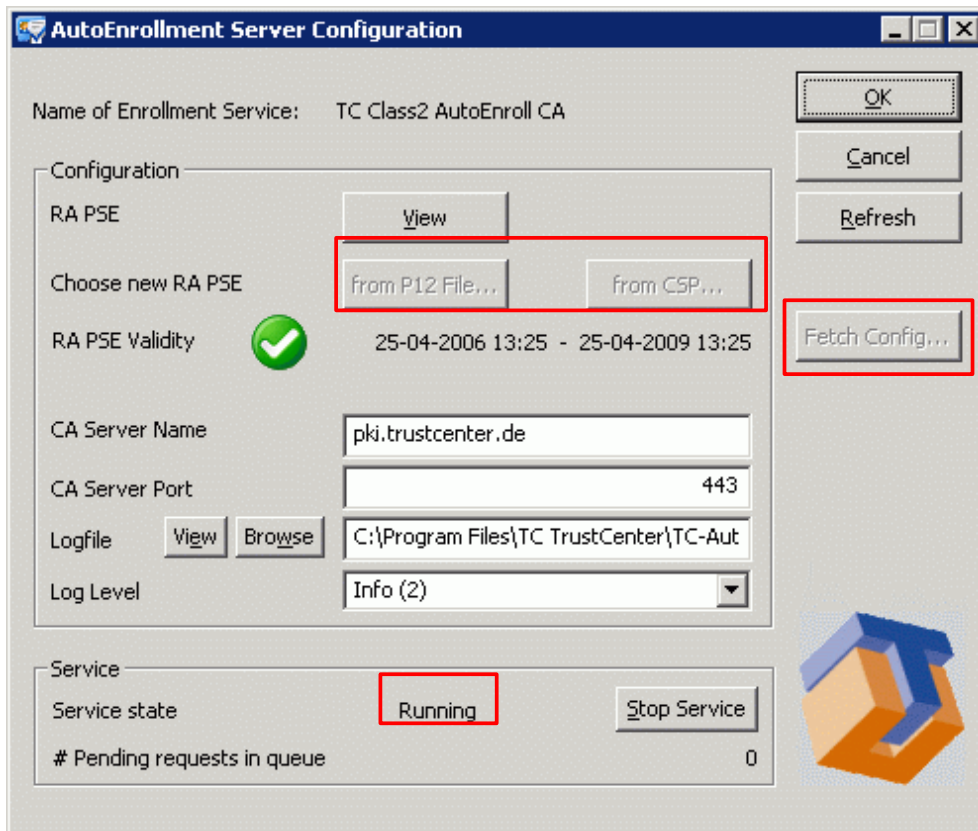 AutoEnrollment Server Configuration
Name of Enrollment Service: TC Class2 AutoEnroll CA
OK
Cancel
Refresh
Fetch Config...
Configuration
RA PSE View
Choose new RA PSE from P12 File... from CSP...
RA PSE Validity 25-04-2006 13:25 - 25-04-2009 13:25
CA Server Name pki.trustcenter.de
CA Server Port 443
Logfile View Browse C:\Program Files\TC TrustCenter\TC-Aut
Log Level Info (2)
Service
Service state Running Stop Service
# Pending requests in queue 0